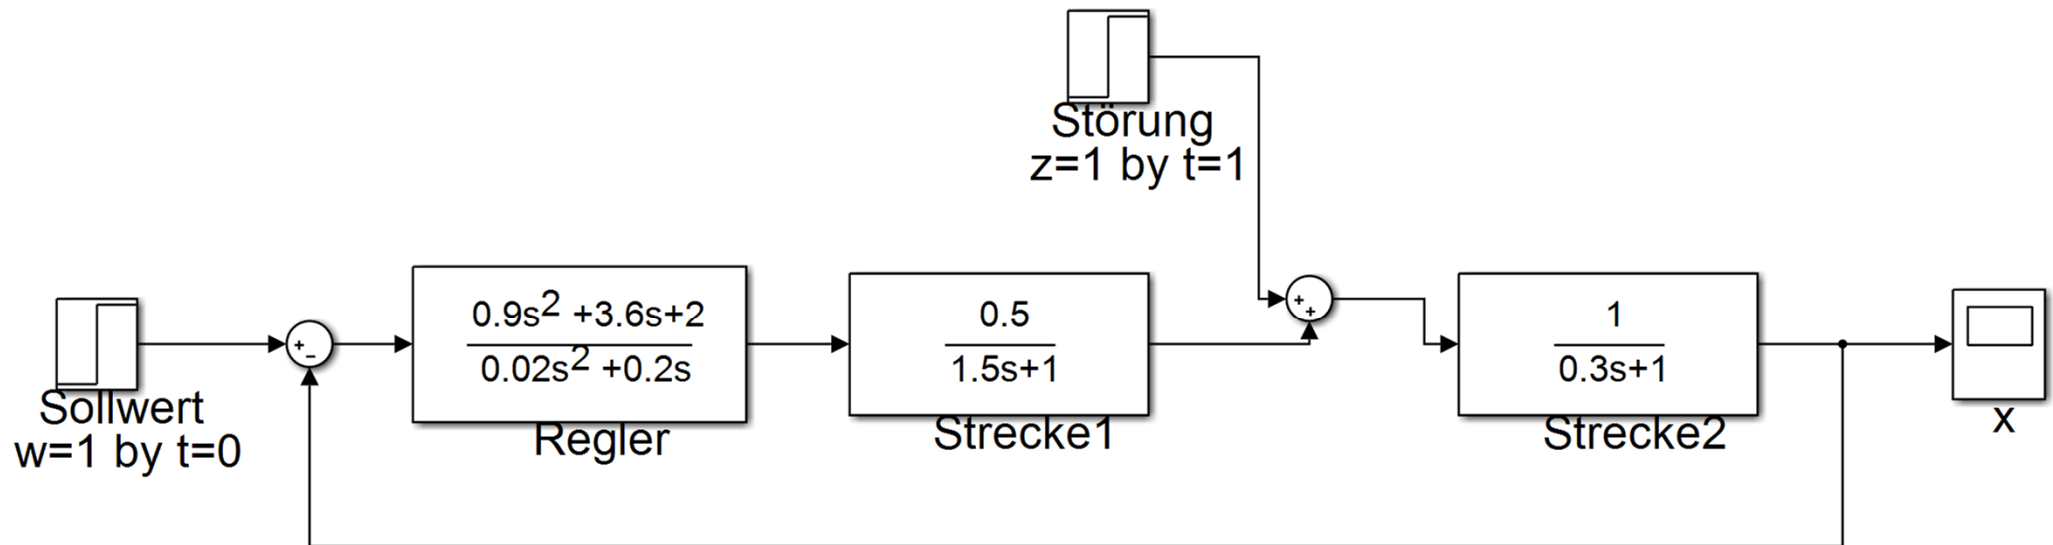 Störung
z=1 by t=1
+
+
Sollwert
w=1 by t=0
+
−
0.9s² +3.6s+2
0.02s² +0.2s
Regler
0.5
1.5s+1
Strecke1
1
0.3s+1
Strecke2
x